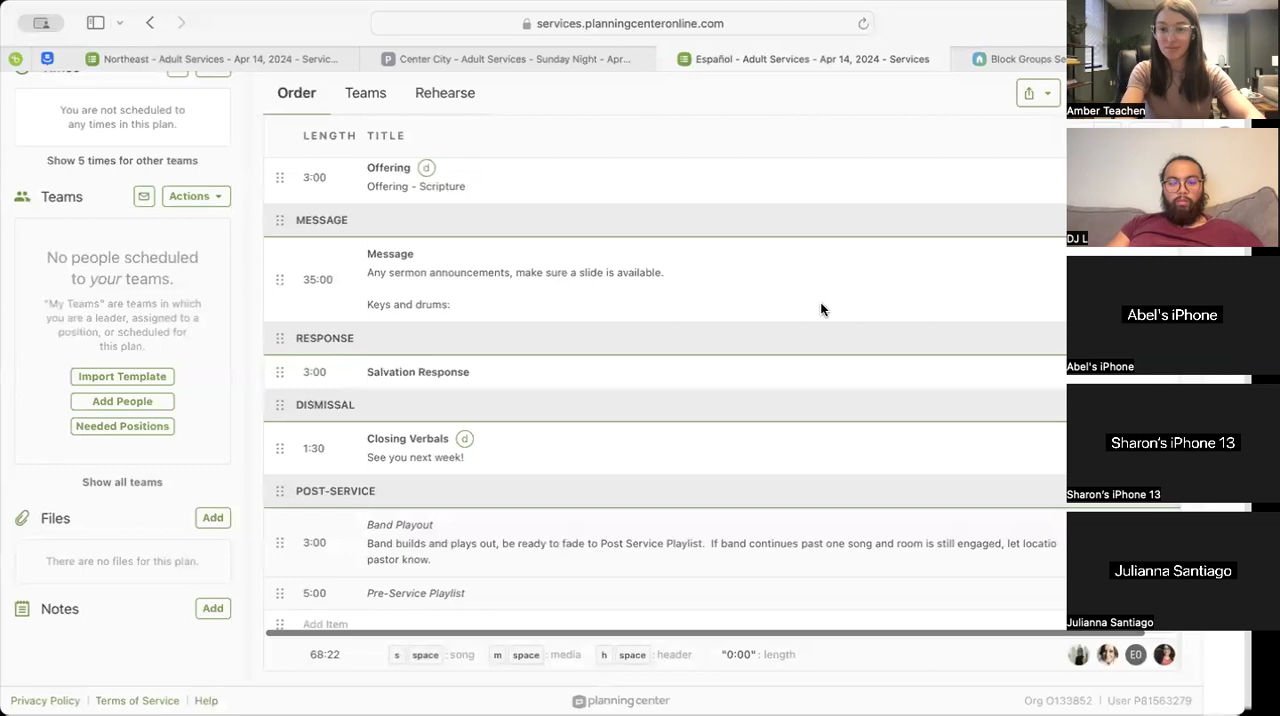 services.planningcenteronline.com
Northeast - Adult Services - Apr 14, 2024 - Servic...
Center City - Adult Services - Sunday Night - Apr...
Español - Adult Services - Apr 14, 2024 - Services
Block Groups Se
You are not scheduled to
any times in this plan.
Show 5 times for other teams
Teams
Actions
No people scheduled
to your teams.
"My Teams" are teams in which
you are a leader, assigned to a
position, or scheduled for
this plan.
Import Template
Add People
Needed Positions
Show all teams
Files
Add
There are no files for this plan.
Notes
Add
Order
Teams
Rehearse
LENGTH TITLE
Offering d
3:00
Offering - Scripture
MESSAGE
Message
35:00
Any sermon announcements, make sure a slide is available.
Keys and drums:
RESPONSE
3:00 Salvation Response
DISMISSAL
Closing Verbals d
1:30
See you next week!
POST-SERVICE
Band Playout
3:00
Band builds and plays out, be ready to fade to Post Service Playlist. If band continues past one song and room is still engaged, let locatio
pastor know.
5:00 Pre-Service Playlist
Add Item
68:22 s space : song m space : media h space : header "0:00" : length
EO
Amber Teachen
DJ L
Abel's iPhone
Abel's iPhone
Sharon's iPhone 13
Sharon's iPhone 13
Julianna Santiago
Julianna Santiago
Privacy Policy | Terms of Service | Help
planning center
Org O133852 | User P81563279